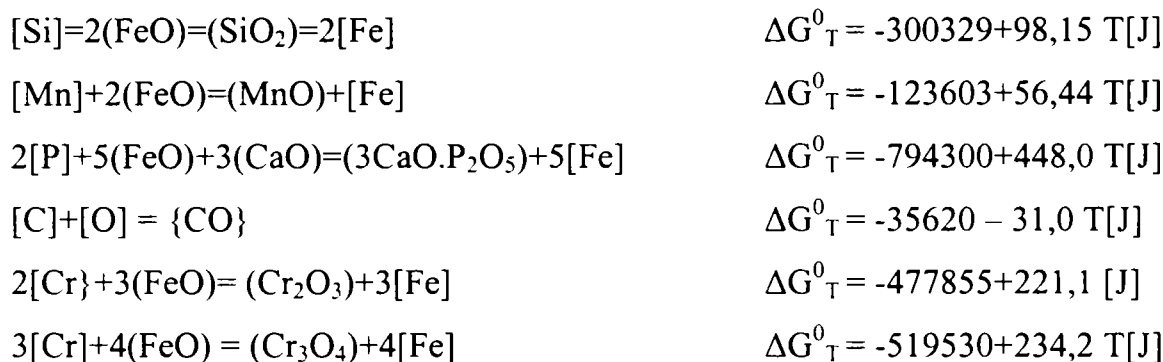 [Si]=2(FeO)=(SiO₂)=2[Fe] ΔG⁰T = -300329+98,15 T[J]
[Mn]+2(FeO)=(MnO)+[Fe] ΔG⁰T = -123603+56,44 T[J]
2[P]+5(FeO)+3(CaO)=(3CaO.P₂O₅)+5[Fe] ΔG⁰T = -794300+448,0 T[J]
[C]+[O] = {CO} ΔG⁰T = -35620 – 31,0 T[J]
2[Cr}+3(FeO)= (Cr₂O₃)+3[Fe] ΔG⁰T = -477855+221,1 [J]
3[Cr]+4(FeO) = (Cr₃O₄)+4[Fe] ΔG⁰T = -519530+234,2 T[J]